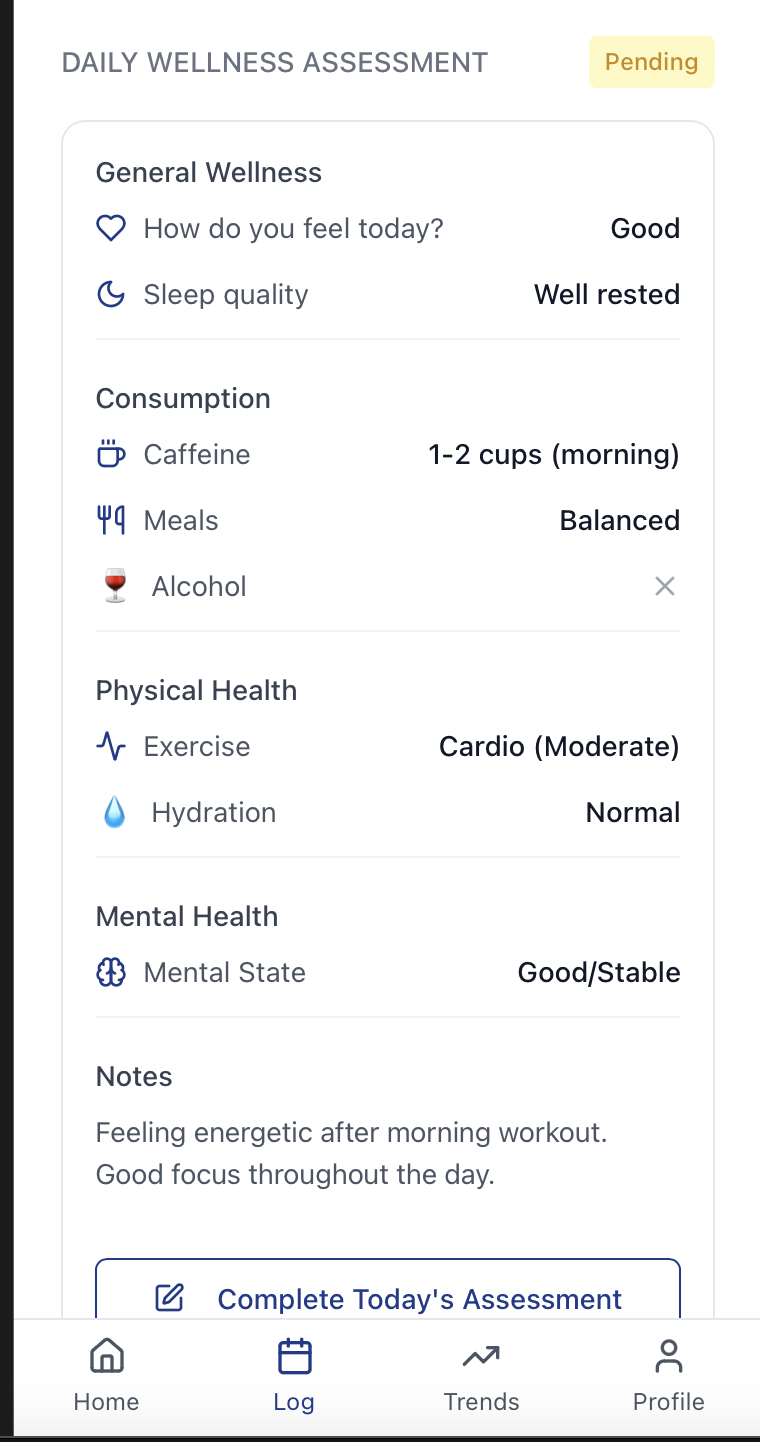 DAILY WELLNESS ASSESSMENT Pending
General Wellness
How do you feel today? Good
Sleep quality Well rested
Consumption
Caffeine 1-2 cups (morning)
Meals Balanced
Alcohol
Physical Health
Exercise Cardio (Moderate)
Hydration Normal
Mental Health
Mental State Good/Stable
Notes
Feeling energetic after morning workout.
Good focus throughout the day.
Complete Today's Assessment
Home Log Trends Profile